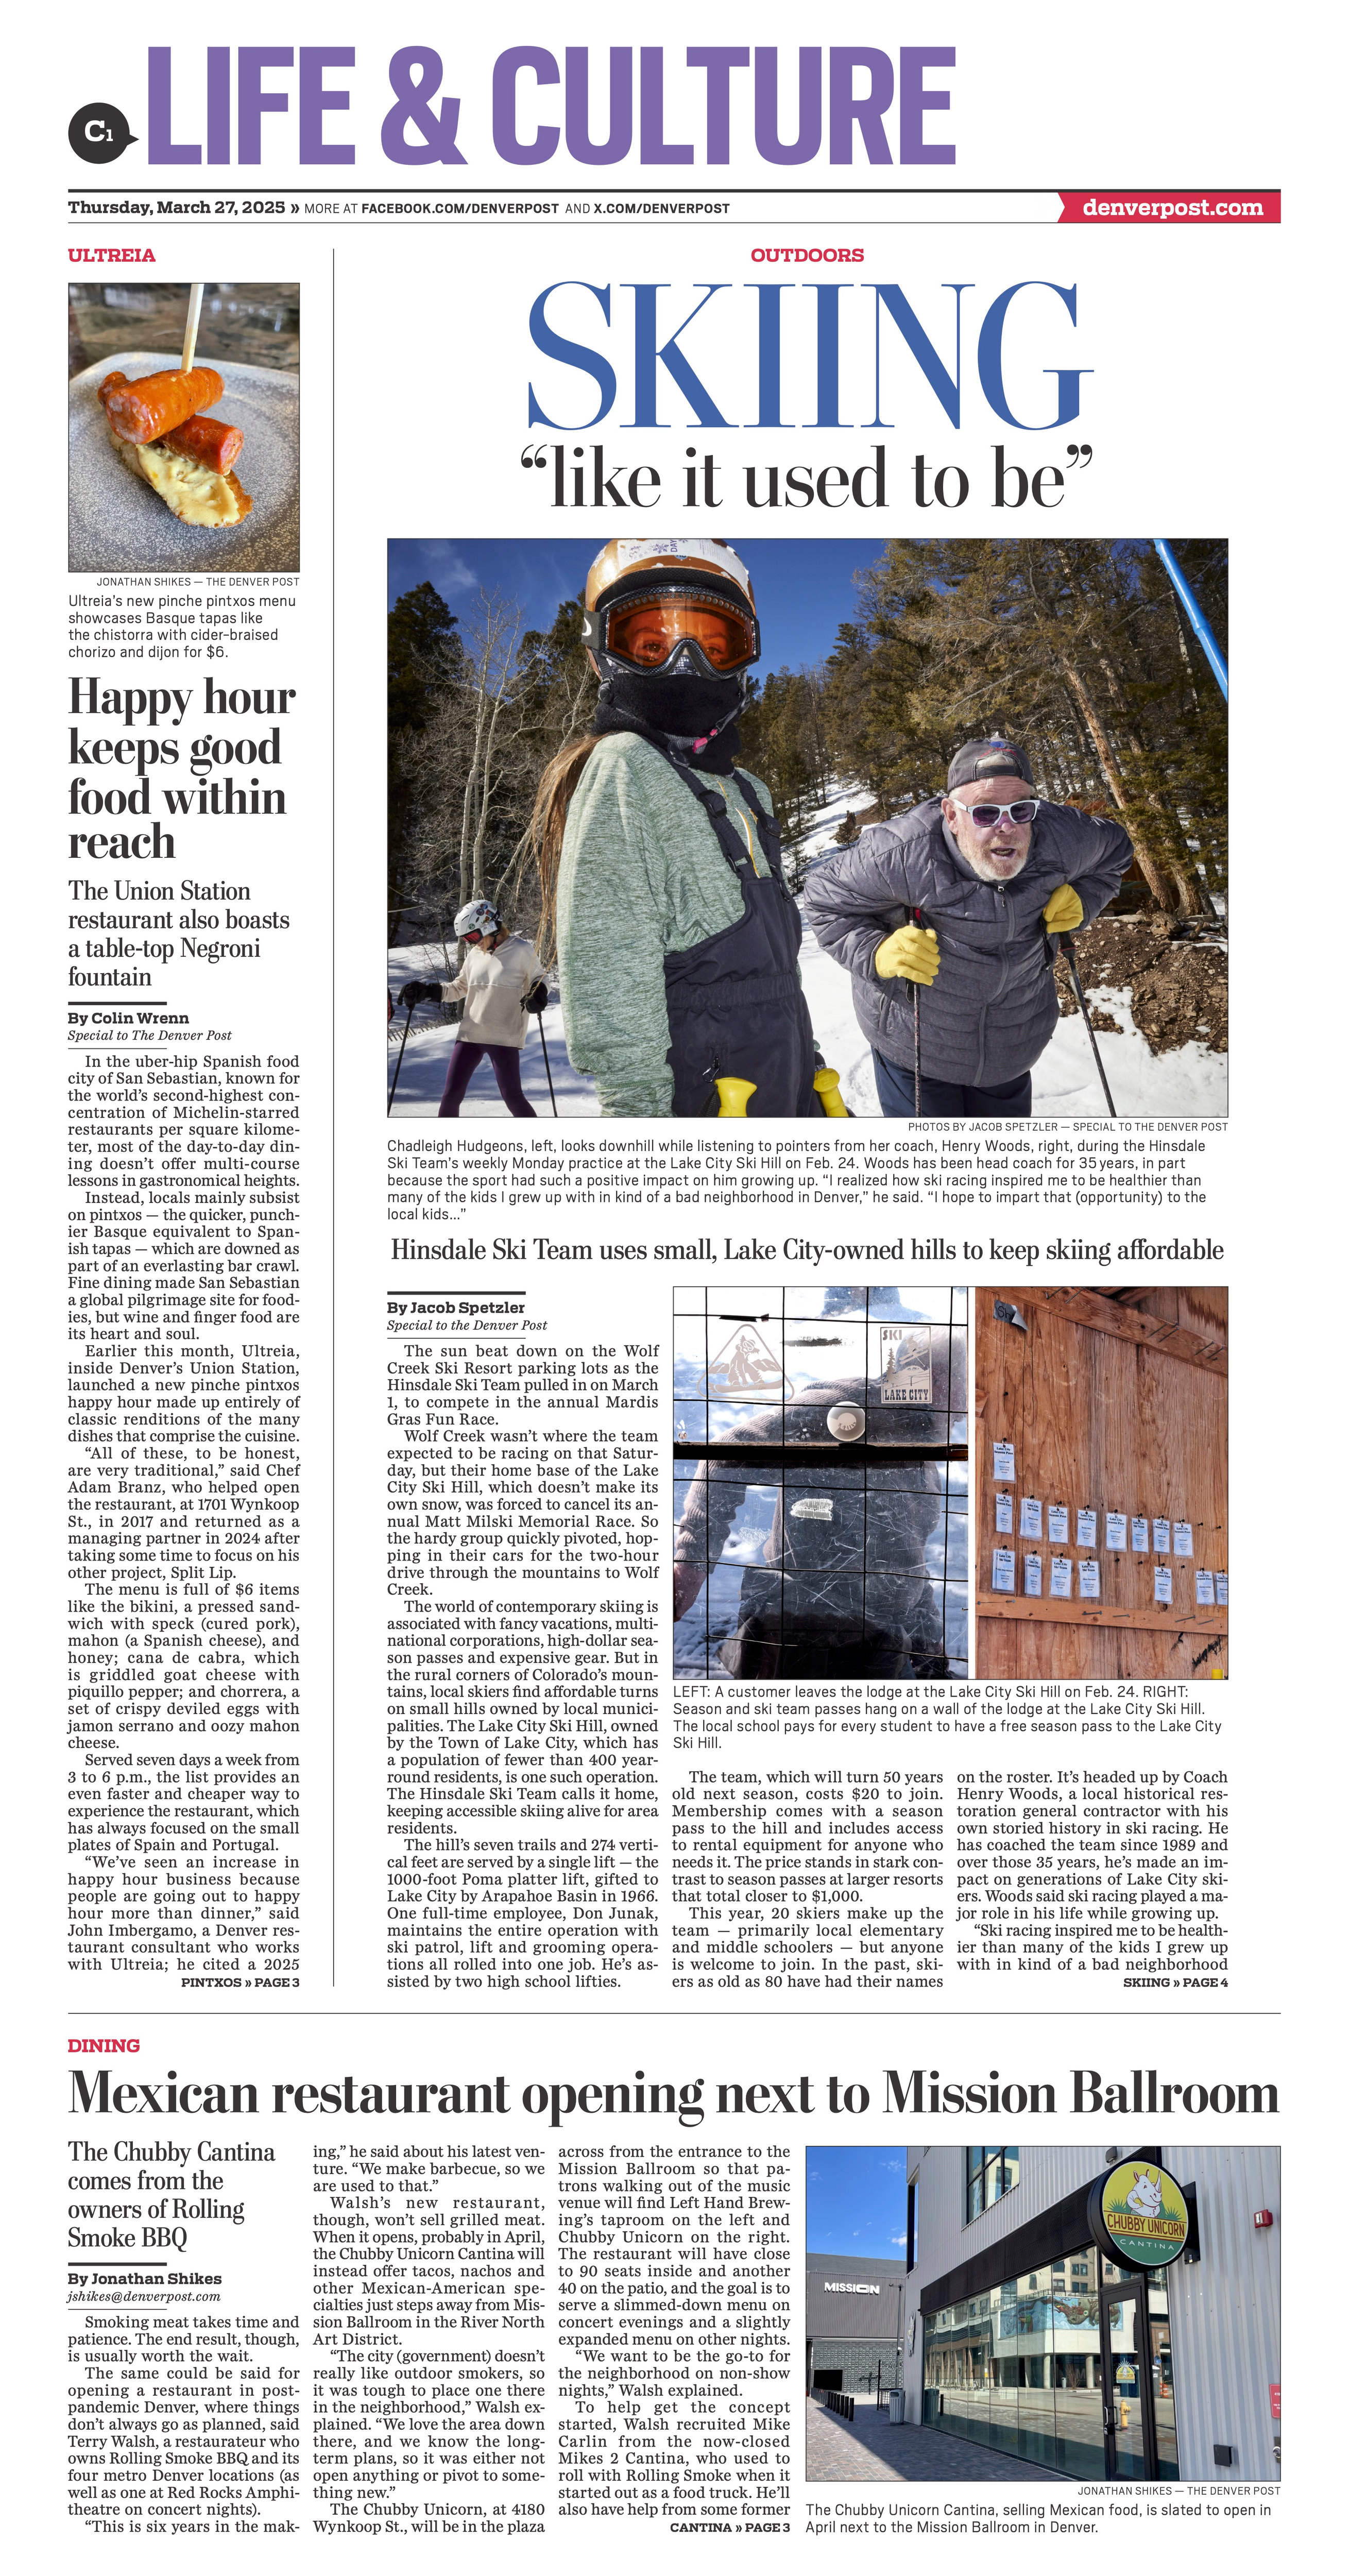 C1
LIFE & CULTURE
Thursday, March 27, 2025 » MORE AT FACEBOOK.COM/DENVERPOST AND X.COM/DENVERPOST
denverpost.com
ULTREIA
JONATHAN SHIKES — THE DENVER POST
Ultreia's new pinche pintxos menu
showcases Basque tapas like
the chistorra with cider-braised
chorizo and dijon for $6.
Happy hour
keeps good
food within
reach
The Union Station
restaurant also boasts
a table-top Negroni
fountain
By Colin Wrenn
Special to The Denver Post
In the uber-hip Spanish food
city of San Sebastian, known for
the world's second-highest con-
centration of Michelin-starred
restaurants per square kilome-
ter, most of the day-to-day din-
ing doesn't offer multi-course
lessons in gastronomical heights.
Instead, locals mainly subsist
on pintxos — the quicker, punch-
ier Basque equivalent to Span-
ish tapas — which are downed as
part of an everlasting bar crawl.
Fine dining made San Sebastian
a global pilgrimage site for food-
ies, but wine and finger food are
its heart and soul.
Earlier this month, Ultreia,
inside Denver's Union Station,
launched a new pinche pintxos
happy hour made up entirely of
classic renditions of the many
dishes that comprise the cuisine.
“All of these, to be honest,
are very traditional,” said Chef
Adam Branz, who helped open
the restaurant, at 1701 Wynkoop
St., in 2017 and returned as a
managing partner in 2024 after
taking some time to focus on his
other project, Split Lip.
The menu is full of $6 items
like the bikini, a pressed sand-
wich with speck (cured pork),
mahon (a Spanish cheese), and
honey; cana de cabra, which
is griddled goat cheese with
piquillo pepper; and chorrera, a
set of crispy deviled eggs with
jamon serrano and oozy mahon
cheese.
Served seven days a week from
3 to 6 p.m., the list provides an
even faster and cheaper way to
experience the restaurant, which
has always focused on the small
plates of Spain and Portugal.
“We've seen an increase in
happy hour business because
people are going out to happy
hour more than dinner,” said
John Imbergamo, a Denver res-
taurant consultant who works
with Ultreia; he cited a 2025
PINTXOS » PAGE 3
OUTDOORS
SKIING
“like it used to be”
PHOTOS BY JACOB SPETZLER — SPECIAL TO THE DENVER POST
Chadleigh Hudgeons, left, looks downhill while listening to pointers from her coach, Henry Woods, right, during the Hinsdale
Ski Team's weekly Monday practice at the Lake City Ski Hill on Feb. 24. Woods has been head coach for 35 years, in part
because the sport had such a positive impact on him growing up. “I realized how ski racing inspired me to be healthier than
many of the kids I grew up with in kind of a bad neighborhood in Denver,” he said. “I hope to impart that (opportunity) to the
local kids...”
Hinsdale Ski Team uses small, Lake City-owned hills to keep skiing affordable
By Jacob Spetzler
Special to the Denver Post
The sun beat down on the Wolf
Creek Ski Resort parking lots as the
Hinsdale Ski Team pulled in on March
1, to compete in the annual Mardis
Gras Fun Race.
Wolf Creek wasn't where the team
expected to be racing on that Satur-
day, but their home base of the Lake
City Ski Hill, which doesn't make its
own snow, was forced to cancel its an-
nual Matt Milski Memorial Race. So
the hardy group quickly pivoted, hop-
ping in their cars for the two-hour
drive through the mountains to Wolf
Creek.
The world of contemporary skiing is
associated with fancy vacations, multi-
national corporations, high-dollar sea-
son passes and expensive gear. But in
the rural corners of Colorado's moun-
tains, local skiers find affordable turns
on small hills owned by local munici-
palities. The Lake City Ski Hill, owned
by the Town of Lake City, which has
a population of fewer than 400 year-
round residents, is one such operation.
The Hinsdale Ski Team calls it home,
keeping accessible skiing alive for area
residents.
The hill's seven trails and 274 verti-
cal feet are served by a single lift — the
1000-foot Poma platter lift, gifted to
Lake City by Arapahoe Basin in 1966.
One full-time employee, Don Junak,
maintains the entire operation with
ski patrol, lift and grooming opera-
tions all rolled into one job. He's as-
sisted by two high school lifties.
SKI
LAKE CITY
LEFT: A customer leaves the lodge at the Lake City Ski Hill on Feb. 24. RIGHT:
Season and ski team passes hang on a wall of the lodge at the Lake City Ski Hill.
The local school pays for every student to have a free season pass to the Lake City
Ski Hill.
The team, which will turn 50 years
old next season, costs $20 to join.
Membership comes with a season
pass to the hill and includes access
to rental equipment for anyone who
needs it. The price stands in stark con-
trast to season passes at larger resorts
that total closer to $1,000.
This year, 20 skiers make up the
team — primarily local elementary
and middle schoolers — but anyone
is welcome to join. In the past, ski-
ers as old as 80 have had their names
on the roster. It's headed up by Coach
Henry Woods, a local historical res-
toration general contractor with his
own storied history in ski racing. He
has coached the team since 1989 and
over those 35 years, he's made an im-
pact on generations of Lake City ski-
ers. Woods said ski racing played a ma-
jor role in his life while growing up.
“Ski racing inspired me to be health-
ier than many of the kids I grew up
with in kind of a bad neighborhood
SKIING » PAGE 4
DINING
Mexican restaurant opening next to Mission Ballroom
The Chubby Cantina
comes from the
owners of Rolling
Smoke BBQ
By Jonathan Shikes
jshikes@denverpost.com
Smoking meat takes time and
patience. The end result, though,
is usually worth the wait.
The same could be said for
opening a restaurant in post-
pandemic Denver, where things
don't always go as planned, said
Terry Walsh, a restaurateur who
owns Rolling Smoke BBQ and its
four metro Denver locations (as
well as one at Red Rocks Amphi-
theatre on concert nights).
“This is six years in the mak-
ing,” he said about his latest ven-
ture. “We make barbecue, so we
are used to that.”
Walsh's new restaurant,
though, won't sell grilled meat.
When it opens, probably in April,
the Chubby Unicorn Cantina will
instead offer tacos, nachos and
other Mexican-American spe-
cialties just steps away from Mis-
sion Ballroom in the River North
Art District.
“The city (government) doesn't
really like outdoor smokers, so
it was tough to place one there
in the neighborhood,” Walsh ex-
plained. “We love the area down
there, and we know the long-
term plans, so it was either not
open anything or pivot to some-
thing new.”
The Chubby Unicorn, at 4180
Wynkoop St., will be in the plaza
across from the entrance to the
Mission Ballroom so that pa-
trons walking out of the music
venue will find Left Hand Brew-
ing's taproom on the left and
Chubby Unicorn on the right.
The restaurant will have close
to 90 seats inside and another
40 on the patio, and the goal is to
serve a slimmed-down menu on
concert evenings and a slightly
expanded menu on other nights.
“We want to be the go-to for
the neighborhood on non-show
nights,” Walsh explained.
To help get the concept
started, Walsh recruited Mike
Carlin from the now-closed
Mikes 2 Cantina, who used to
roll with Rolling Smoke when it
started out as a food truck. He'll
also have help from some former
CANTINA » PAGE 3
MISSION
CHUBBY UNICORN
CANTINA
JONATHAN SHIKES — THE DENVER POST
The Chubby Unicorn Cantina, selling Mexican food, is slated to open in
April next to the Mission Ballroom in Denver.